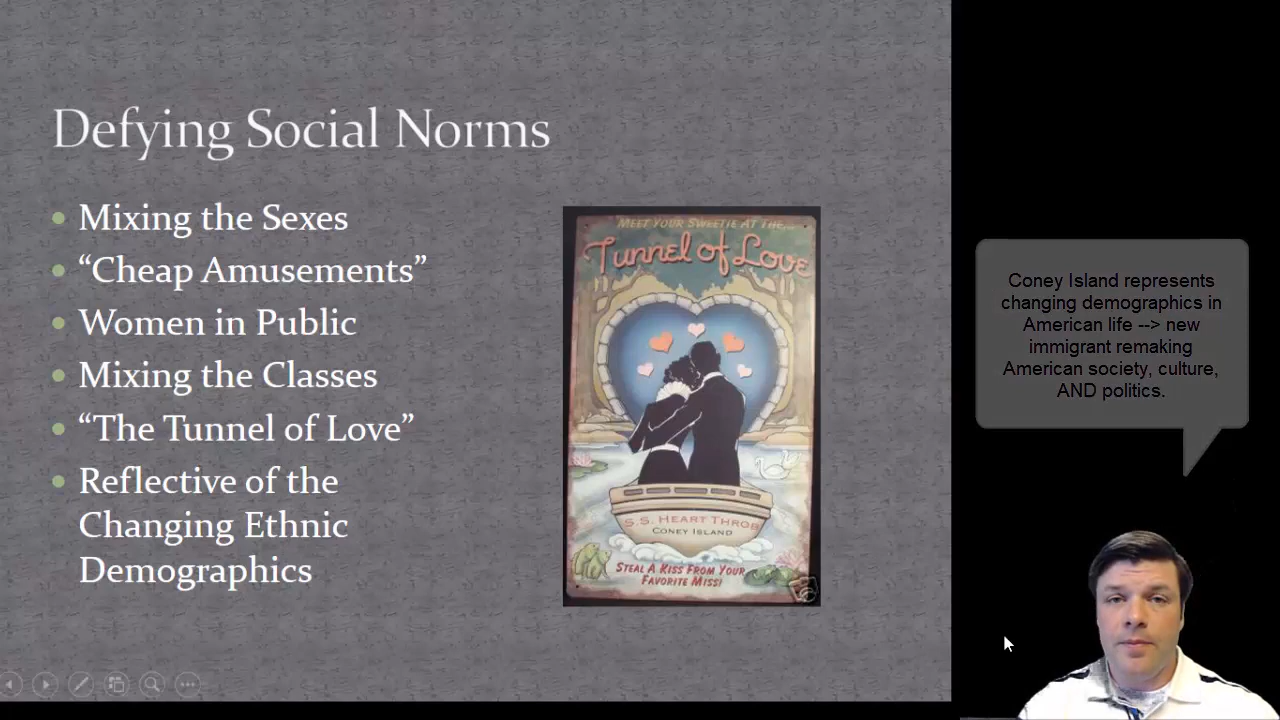 Defying Social Norms
Mixing the Sexes
“Cheap Amusements”
Women in Public
Mixing the Classes
“The Tunnel of Love”
Reflective of the
Changing Ethnic
Demographics
MEET YOUR SWEETIE AT THE...
Tunnel of Love
S.S. HEART THROB
CONEY ISLAND
STEAL A KISS FROM YOUR
FAVORITE MISS!
Coney Island represents
changing demographics in
American life --> new
immigrant remaking
American society, culture,
AND politics.